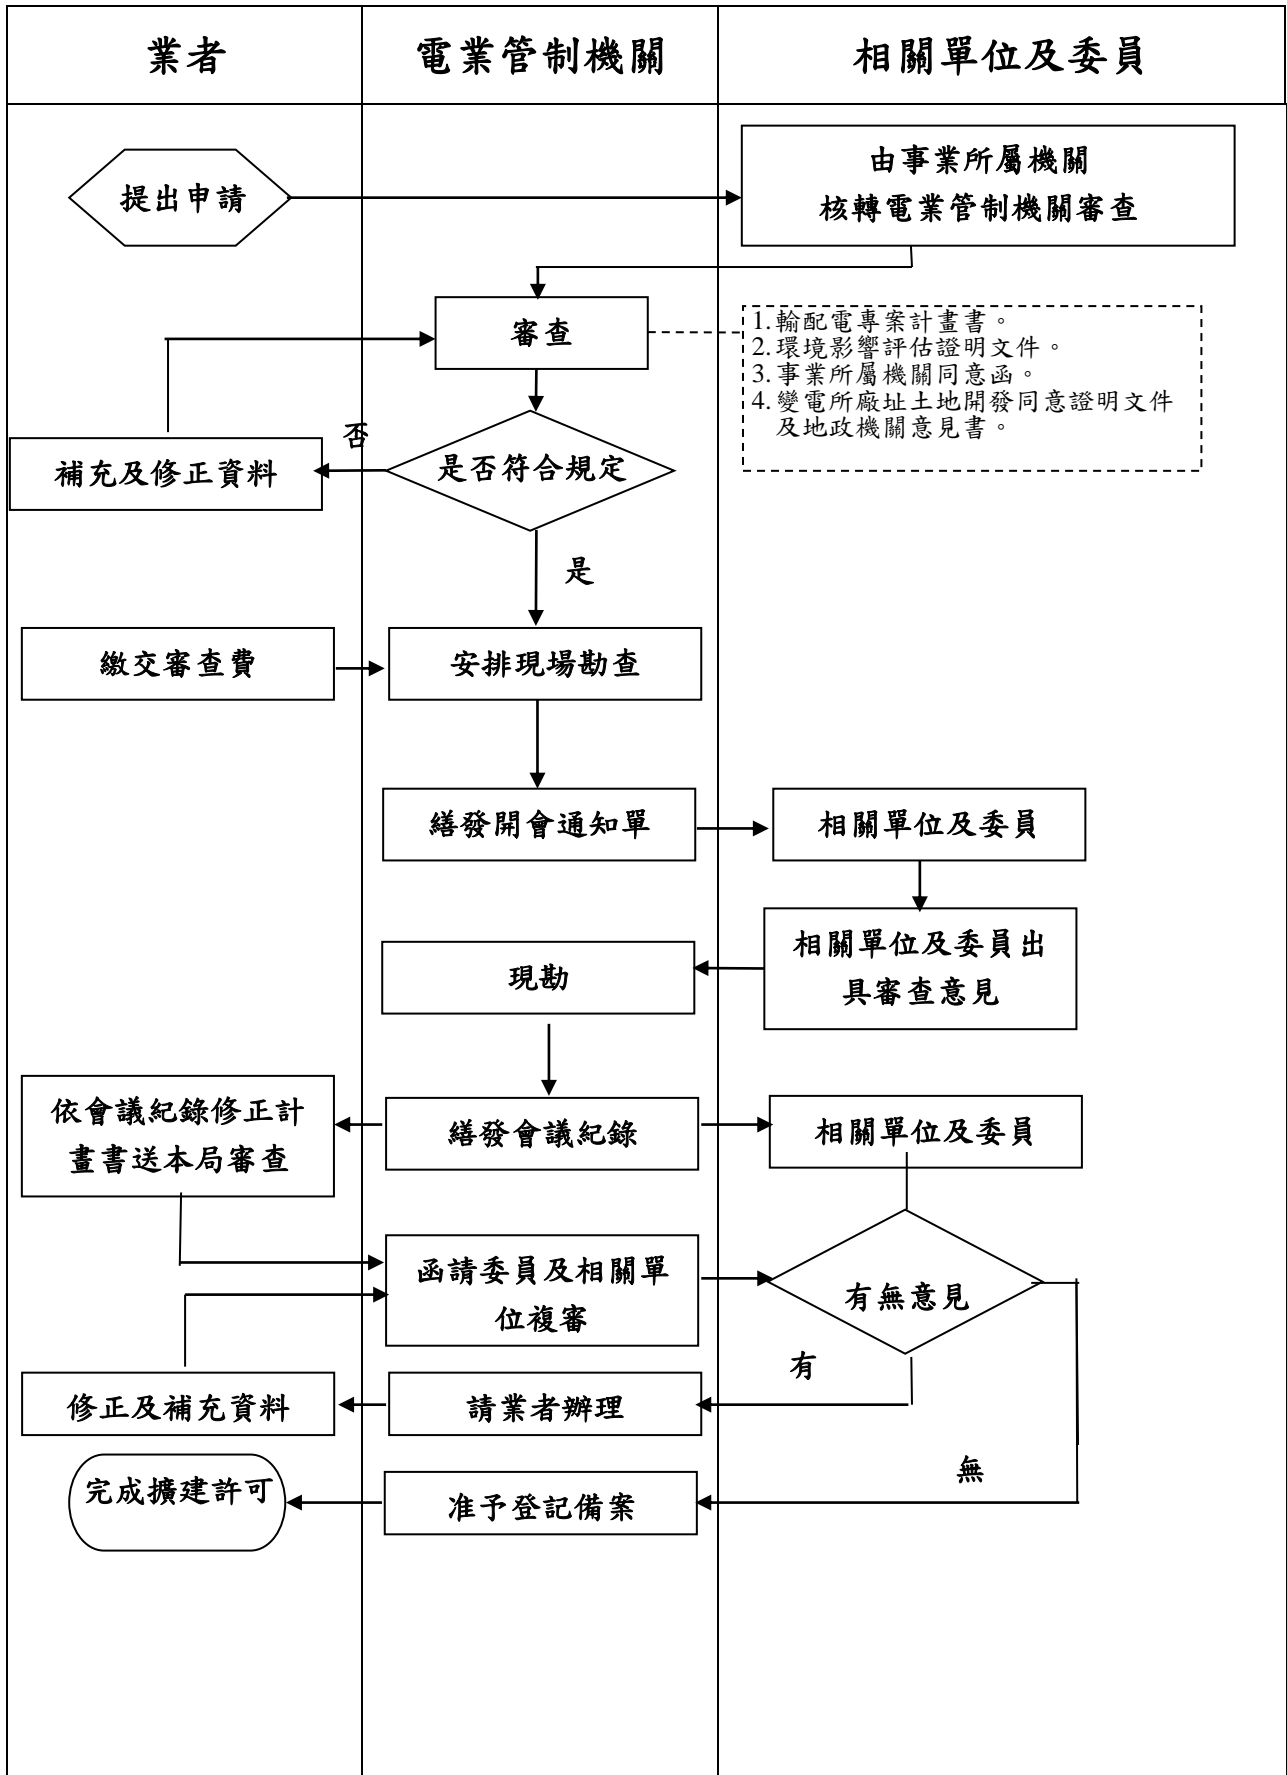 業者
電業管制機關
相關單位及委員
提出申請
由事業所屬機關
核轉電業管制機關審查
審查
1. 輸配電專案計畫書。
2. 環境影響評估證明文件。
3. 事業所屬機關同意函。
4. 變電所廠址土地開發同意證明文件
及地政機關意見書。
否
是否符合規定
補充及修正資料
是
繳交審查費
安排現場勘查
繕發開會通知單
相關單位及委員
相關單位及委員出
具審查意見
現勘
依會議紀錄修正計
畫書送本局審查
繕發會議紀錄
相關單位及委員
函請委員及相關單
位複審
有無意見
有
修正及補充資料
請業者辦理
無
完成擴建許可
准予登記備案